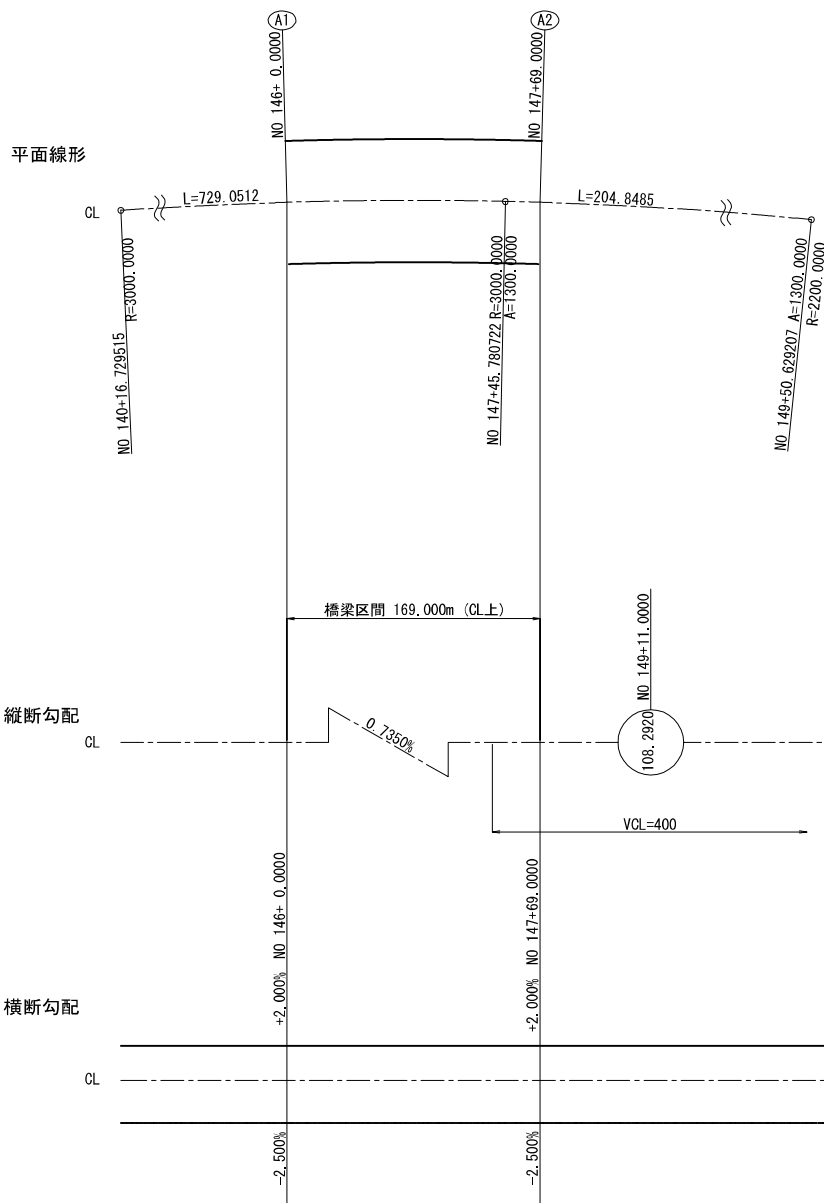 A1
A2
NO 146+ 0.0000
NO 147+69.0000
平面線形
CL
L=729.0512
L=204.8485
NO 140+16.729515
R=3000.0000
NO 147+45.780722 R=3000.0000
A=1300.0000
NO 149+50.629207 A=1300.0000
R=2200.0000
橋梁区間 169.000m (CL上)
縦断勾配
CL
0.7350%
108.2920
NO 149+11.0000
VCL=400
+2.000% NO 146+ 0.0000
+2.000% NO 147+69.0000
横断勾配
CL
-2.500%
-2.500%